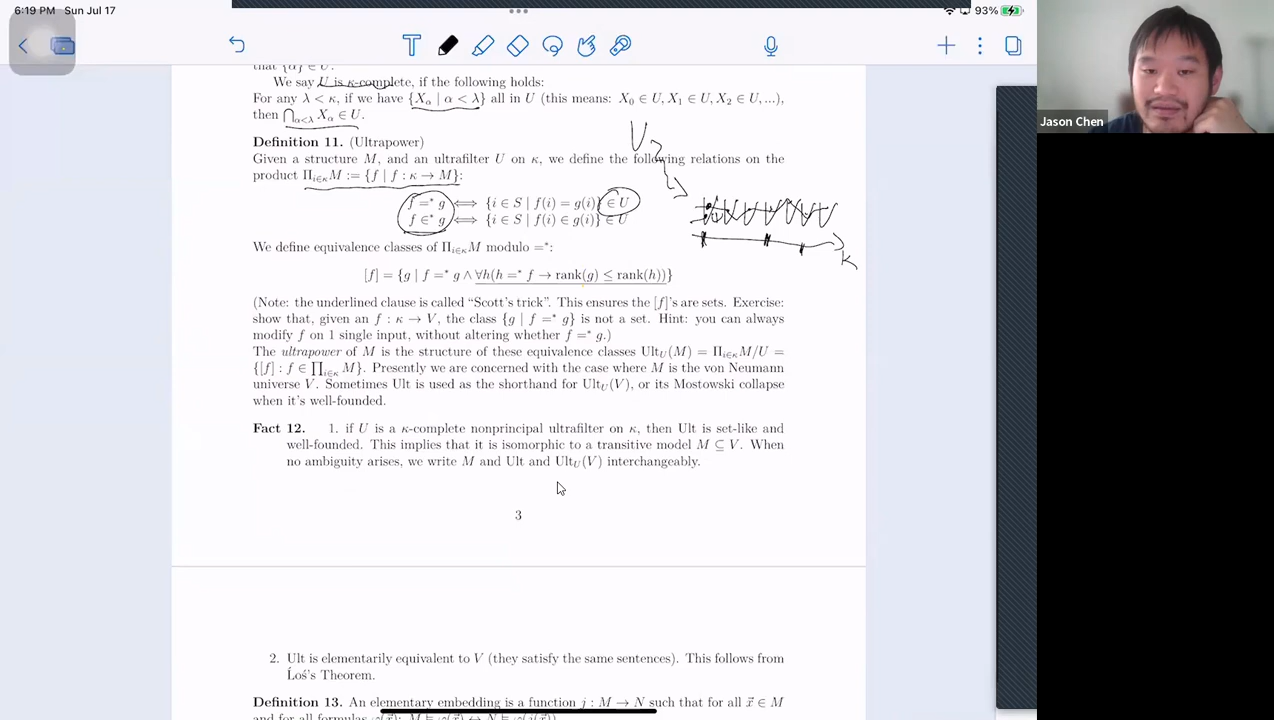 6:19 PM Sun Jul 17
93%
that {α} ∈ U.
We say U is κ-complete, if the following holds:
For any λ < κ, if we have {X_α | α < λ} all in U (this means: X_0 ∈ U, X_1 ∈ U, X_2 ∈ U, ...),
then ⋂_{α<λ} X_α ∈ U.
Definition 11. (Ultrapower)
Given a structure M, and an ultrafilter U on κ, we define the following relations on the
product Π_{i∈κ}M := {f | f : κ → M}:
f =* g ⟺ {i ∈ S | f(i) = g(i)} ∈ U
f ∈* g ⟺ {i ∈ S | f(i) ∈ g(i)} ∈ U
We define equivalence classes of Π_{i∈κ}M modulo =*:
[f] = {g | f =* g ∧ ∀h(h =* f → rank(g) ≤ rank(h))}
(Note: the underlined clause is called “Scott’s trick”. This ensures the [f]’s are sets. Exercise:
show that, given an f : κ → V, the class {g | f =* g} is not a set. Hint: you can always
modify f on 1 single input, without altering whether f =* g.)
The ultrapower of M is the structure of these equivalence classes Ult_U(M) = Π_{i∈κ}M/U =
{[f] : f ∈ ∏_{i∈κ} M}. Presently we are concerned with the case where M is the von Neumann
universe V. Sometimes Ult is used as the shorthand for Ult_U(V), or its Mostowski collapse
when it’s well-founded.
Fact 12. 1. if U is a κ-complete nonprincipal ultrafilter on κ, then Ult is set-like and
well-founded. This implies that it is isomorphic to a transitive model M ⊆ V. When
no ambiguity arises, we write M and Ult and Ult_U(V) interchangeably.
3
2. Ult is elementarily equivalent to V (they satisfy the same sentences). This follows from
Ĺoś’s Theorem.
Definition 13. An elementary embedding is a function j : M → N such that for all x⃗ ∈ M
and for all formulas φ(x⃗): M ⊨ φ(x⃗) ↔ N ⊨ φ(j(x⃗))
U
κ
Jason Chen